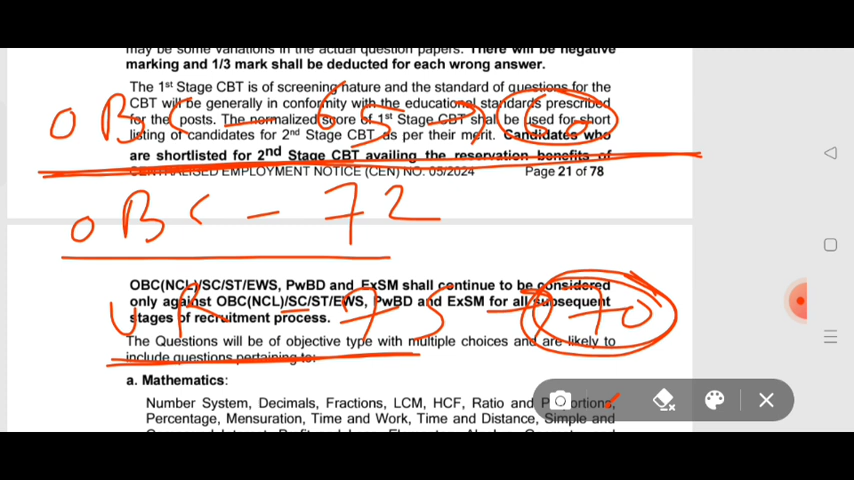 may be some variations in the actual question papers. There will be negative
marking and 1/3 mark shall be deducted for each wrong answer.
The 1st Stage CBT is of screening nature and the standard of questions for the
CBT will be generally in conformity with the educational standards prescribed
for the posts. The normalized score of 1st Stage CBT shall be used for short
listing of candidates for 2nd Stage CBT as per their merit. Candidates who
are shortlisted for 2nd Stage CBT availing the reservation benefits of
OBC - 65 → 60
CENTRALISED EMPLOYMENT NOTICE (CEN) NO. 05/2024 Page 21 of 78
OBC - 72
OBC(NCL)/SC/ST/EWS, PwBD and ExSM shall continue to be considered
only against OBC(NCL)/SC/ST/EWS, PwBD and ExSM for all subsequent
stages of recruitment process.
UR - 75 → 70
The Questions will be of objective type with multiple choices and are likely to
include questions pertaining to:
a. Mathematics:
Number System, Decimals, Fractions, LCM, HCF, Ratio and Proportions,
Percentage, Mensuration, Time and Work, Time and Distance, Simple and